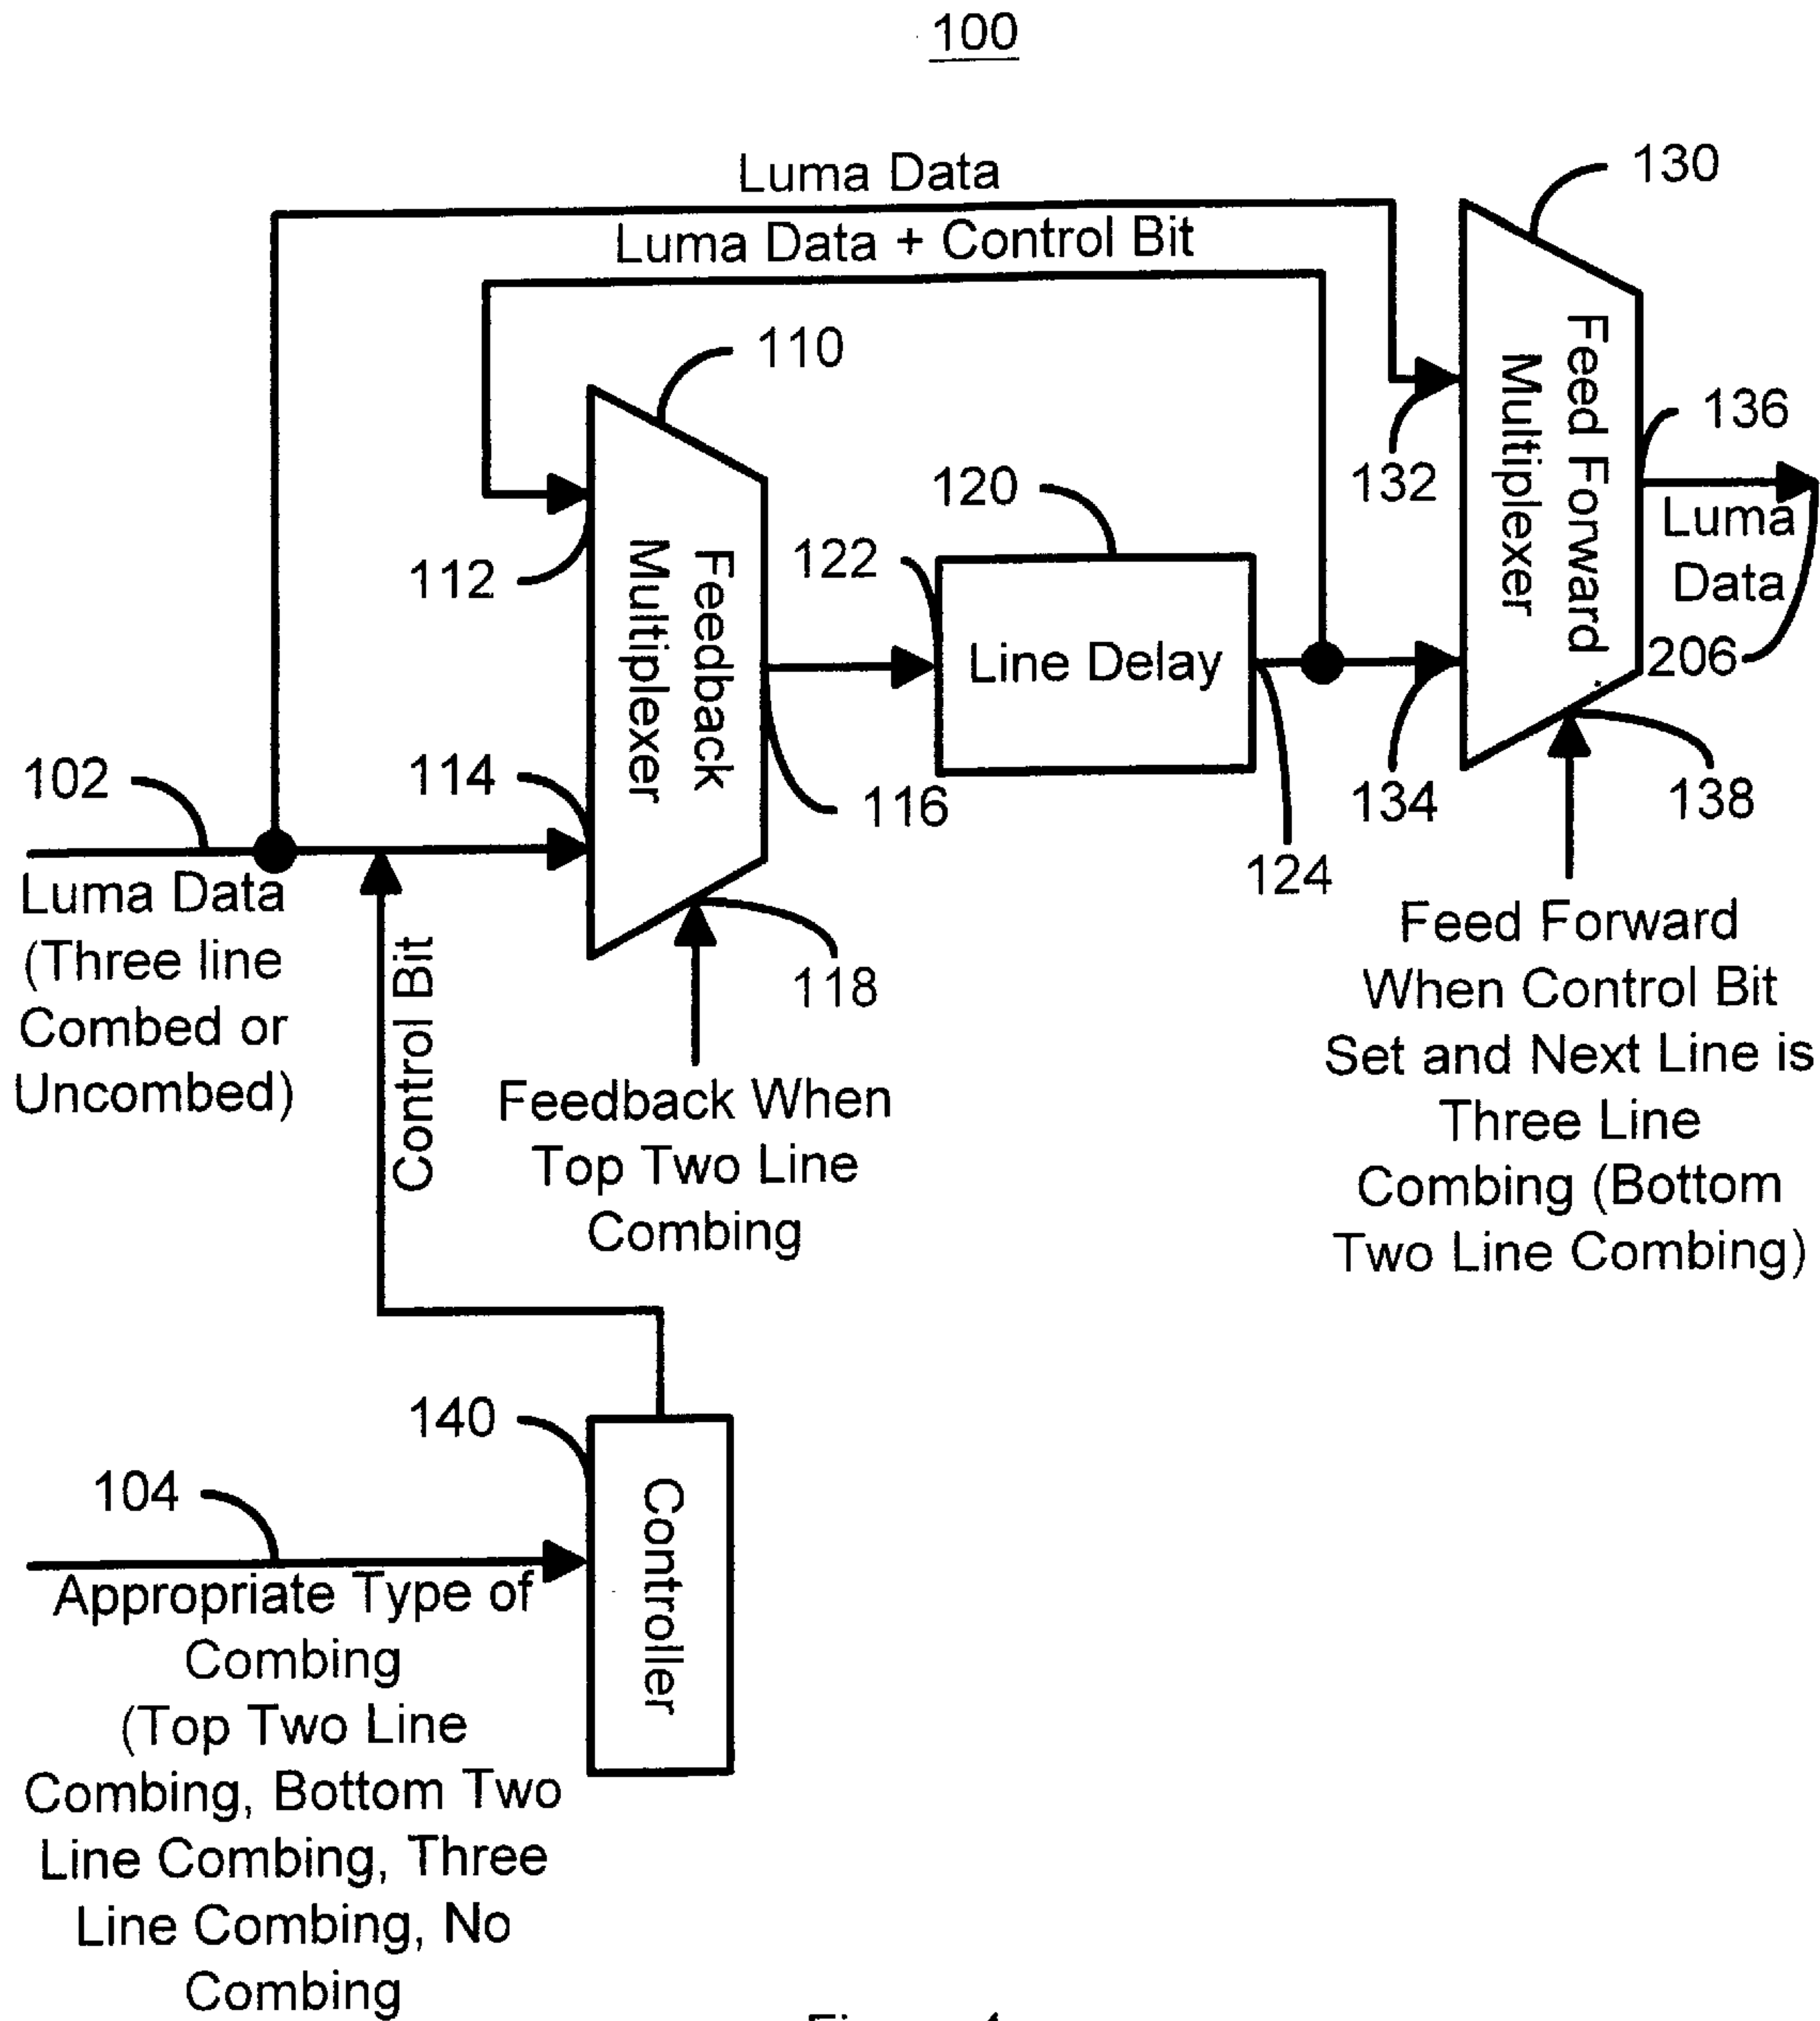 100
Luma Data
130
Luma Data + Control Bit
110
Feed Forward
Multiplexer
136
132
120
Luma
Data
112
122
Feedback
Multiplexer
Line Delay
206
102
114
116
134
138
124
Luma Data
(Three line
Combed or
Uncombed)
Control Bit
118
Feedback When
Top Two Line
Combing
Feed Forward
When Control Bit
Set and Next Line is
Three Line
Combing (Bottom
Two Line Combing)
140
Controller
104
Appropriate Type of
Combing
(Top Two Line
Combing, Bottom Two
Line Combing, Three
Line Combing, No
Combing